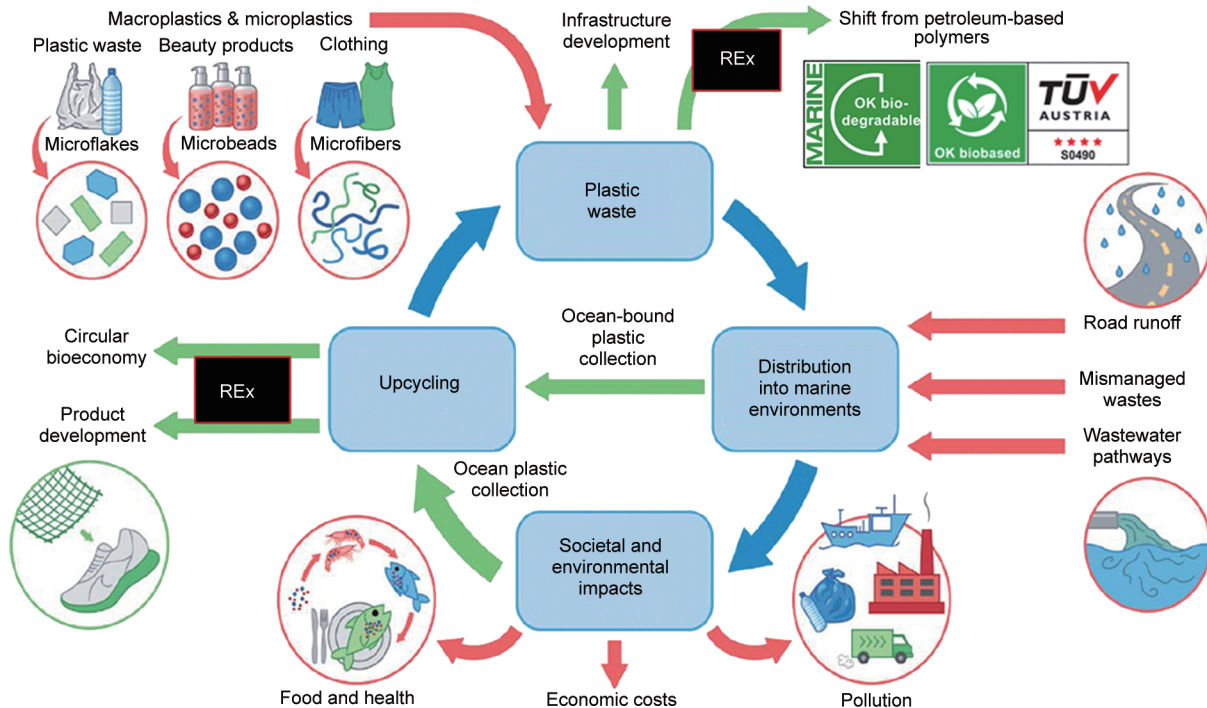 Macroplastics & microplastics
Plastic waste
Beauty products
Clothing
Microflakes
Microbeads
Microfibers
Infrastructure
development
REx
Shift from petroleum-based
polymers
MARINE
OK bio-
degradable
OK biobased
TÜV
AUSTRIA
S0490
Plastic
waste
Road runoff
Mismanaged
wastes
Wastewater
pathways
Distribution
into marine
environments
Ocean-bound
plastic
collection
Upcycling
Circular
bioeconomy
REx
Product
development
Ocean plastic
collection
Societal and
environmental
impacts
Food and health
Economic costs
Pollution